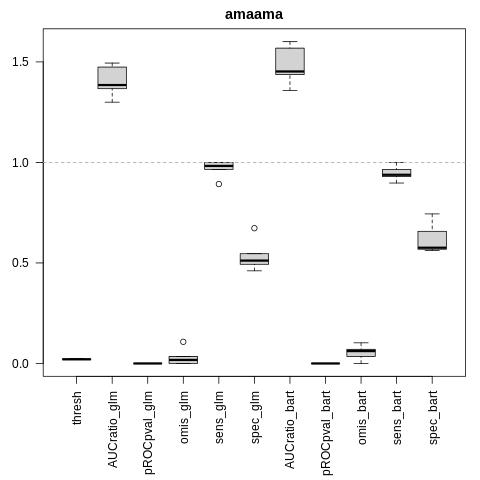 amaama
1.5
1.0
0.5
0.0
thresh
AUCratio_glm
pROCpval_glm
omis_glm
sens_glm
spec_glm
AUCratio_bart
pROCpval_bart
omis_bart
sens_bart
spec_bart